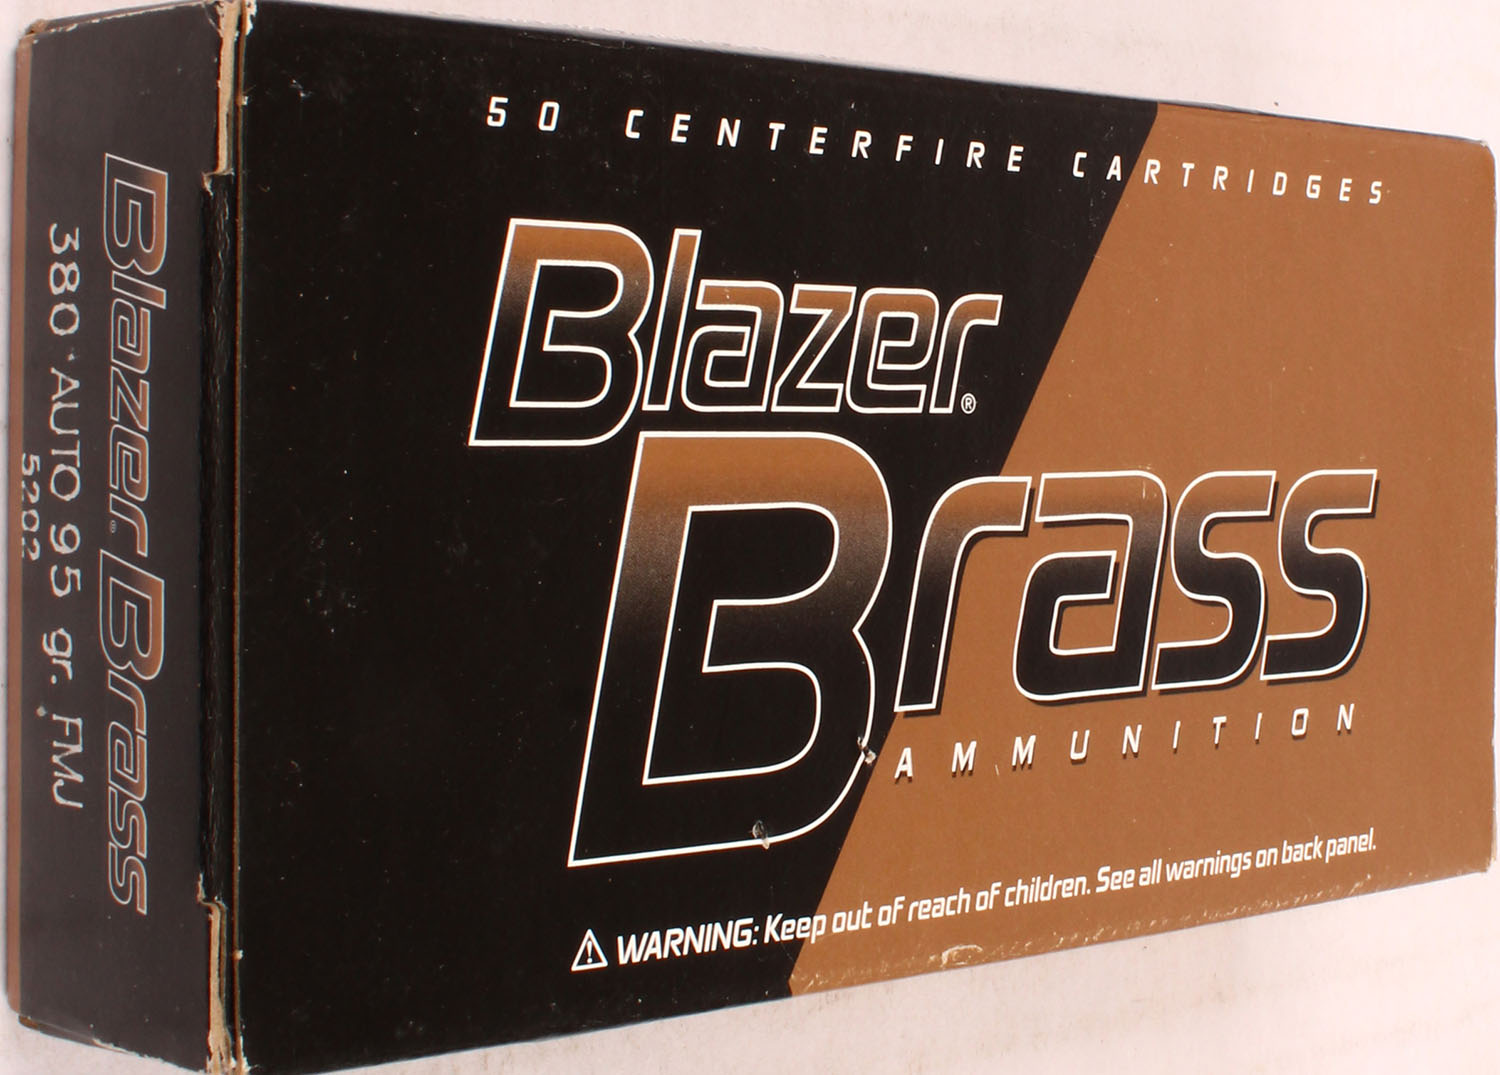 50 CENTERFIRE CARTRIDGES
Blazer®
Brass
AMMUNITION
⚠ WARNING: Keep out of reach of children. See all warnings on back panel.
Blazer® Brass
380 AUTO 95 gr. FMJ
5202